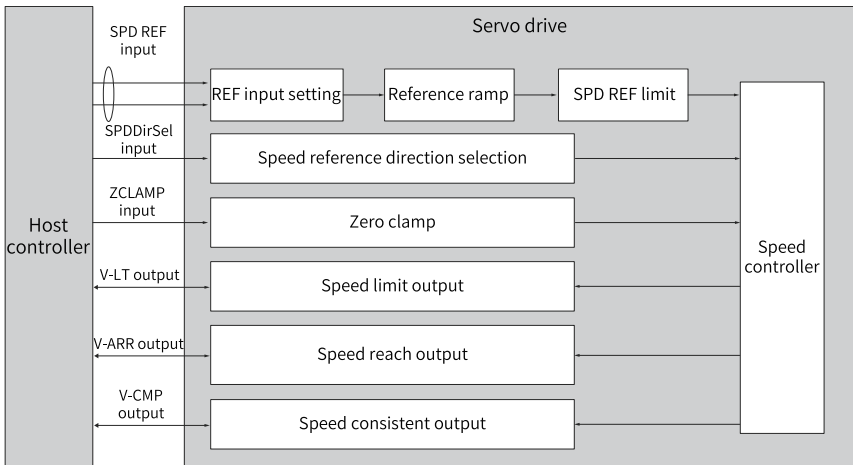 Servo drive
SPD REF
input
REF input setting
Reference ramp
SPD REF limit
SPDDirSel
input
Speed reference direction selection
ZCLAMP
input
Zero clamp
Host
controller
Speed
controller
V-LT output
Speed limit output
V-ARR output
Speed reach output
V-CMP
output
Speed consistent output